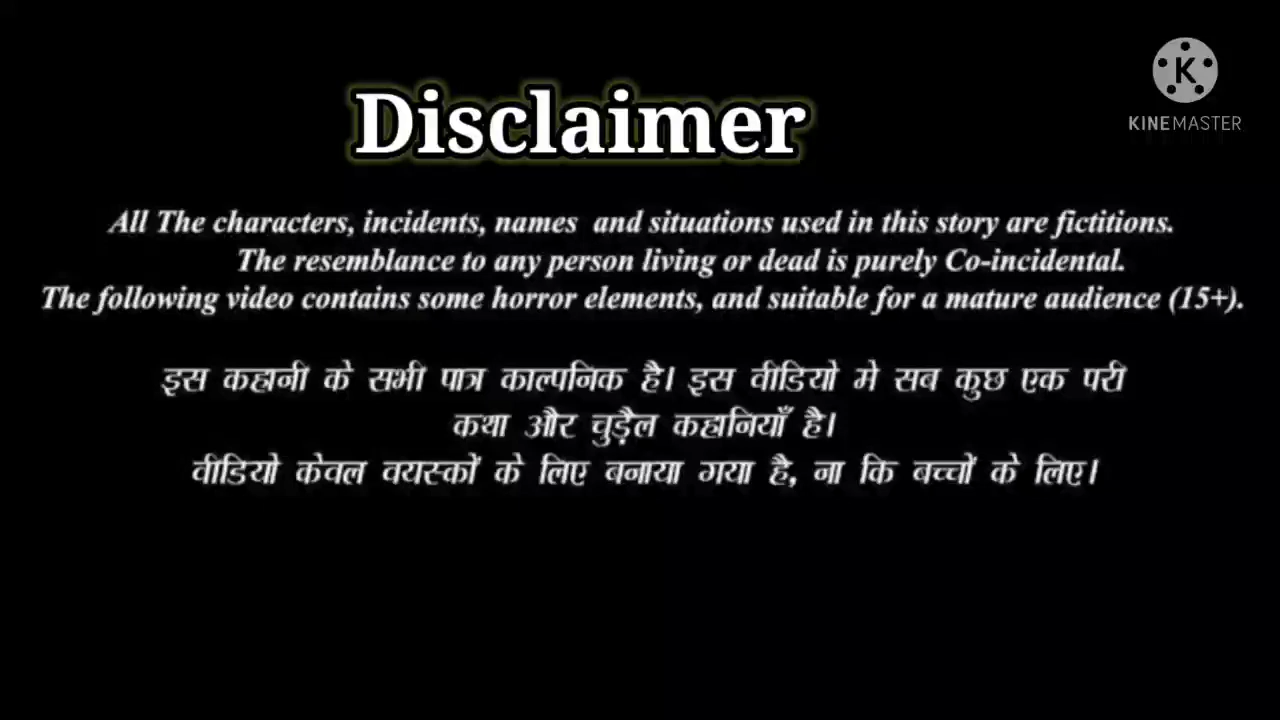 Disclaimer
K
KINEMASTER
All The characters, incidents, names and situations used in this story are fictitions.
The resemblance to any person living or dead is purely Co-incidental.
The following video contains some horror elements, and suitable for a mature audience (15+).
इस कहानी के सभी पात्र काल्पनिक है। इस वीडियो मे सब कुछ एक परी
कथा और चुड़ैल कहानियाँ है।
वीडियो केवल वयस्कों के लिए बनाया गया है, ना कि बच्चों के लिए।